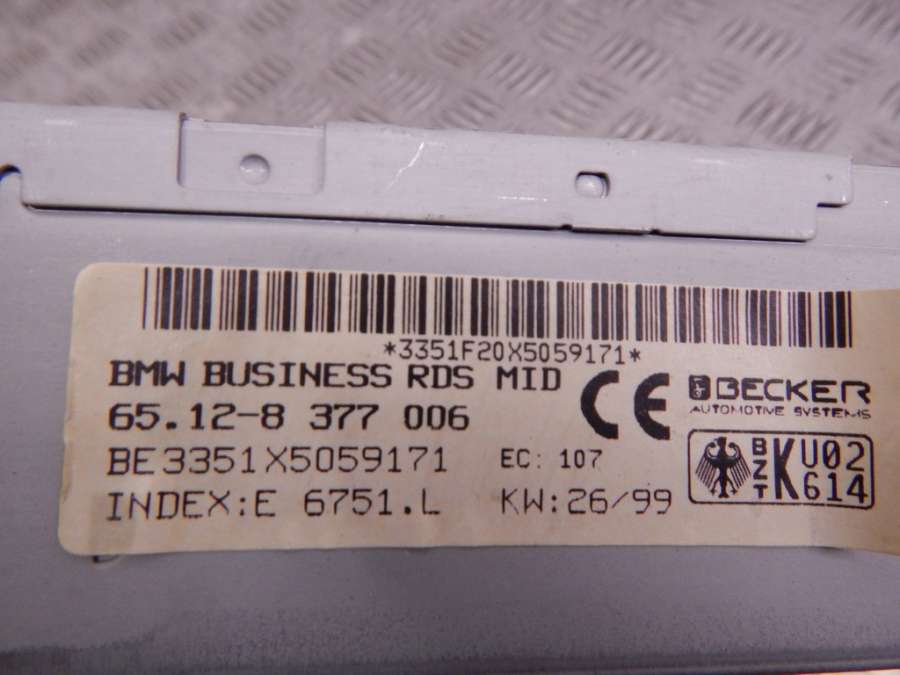 *3351F20X5059171*
BMW BUSINESS RDS MID
65.12-8 377 006
BE3351X5059171 EC: 107
INDEX:E 6751.L KW:26/99
CE
BECKER
AUTOMOTIVE SYSTEMS
BZT K U02 614